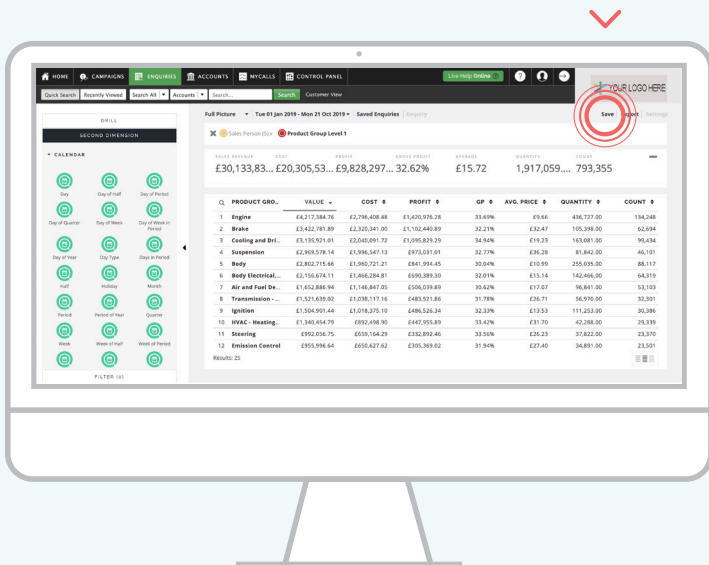 HOME CAMPAIGNS ENQUIRIES ACCOUNTS MYCALLS CONTROL PANEL Live Help Online ? YOUR LOGO HERE
Quick Search Recently Viewed Search All Accounts Search... Search Customer View
DRILL
SECOND DIMENSION
CALENDAR
Day Day of Half Day of Period
Day of Quarter Day of Week Day of Week in Period
Day of Year Day Type Days in Period
Half Holiday Month
Period Period of Year Quarter
Week Week of Half Week of Period
FILTER (0)
Full Picture Tue 01 Jan 2019 - Mon 21 Oct 2019 Saved Enquiries Enquiry Save Export Settings
Sales Person (5) Product Group Level 1
SALES REVENUE COST PROFIT GROSS PROFIT AVERAGE QUANTITY COUNT
£30,133,83... £20,305,53... £9,828,297... 32.62% £15.72 1,917,059.... 793,355
PRODUCT GRO... VALUE COST PROFIT GP AVG. PRICE QUANTITY COUNT
1 Engine £4,217,384.76 £2,796,408.48 £1,420,976.28 33.69% £9.66 436,727.00 134,248
2 Brake £3,422,781.89 £2,320,341.00 £1,102,440.89 32.21% £32.47 105,398.00 62,694
3 Cooling and Dri... £3,135,921.01 £2,040,091.72 £1,095,829.29 34.94% £19.23 163,081.00 99,434
4 Suspension £2,969,578.14 £1,996,547.13 £973,031.01 32.77% £36.28 81,842.00 46,101
5 Body £2,802,715.66 £1,960,721.21 £841,994.45 30.04% £10.99 255,035.00 88,117
6 Body Electrical,... £2,156,674.11 £1,466,284.81 £690,389.30 32.01% £15.14 142,466.00 64,319
7 Air and Fuel De... £1,652,886.94 £1,146,847.05 £506,039.89 30.62% £17.07 96,841.00 53,103
8 Transmission - ... £1,521,639.02 £1,038,117.16 £483,521.86 31.78% £26.71 56,970.00 32,301
9 Ignition £1,504,901.44 £1,018,375.10 £486,526.34 32.33% £13.53 111,253.00 30,386
10 HVAC - Heating... £1,340,454.79 £892,498.90 £447,955.89 33.42% £31.70 42,288.00 29,339
11 Steering £992,056.75 £659,164.29 £332,892.46 33.56% £26.23 37,822.00 23,370
12 Emission Control £955,996.64 £650,627.62 £305,369.02 31.94% £27.40 34,891.00 23,501
Results: 25